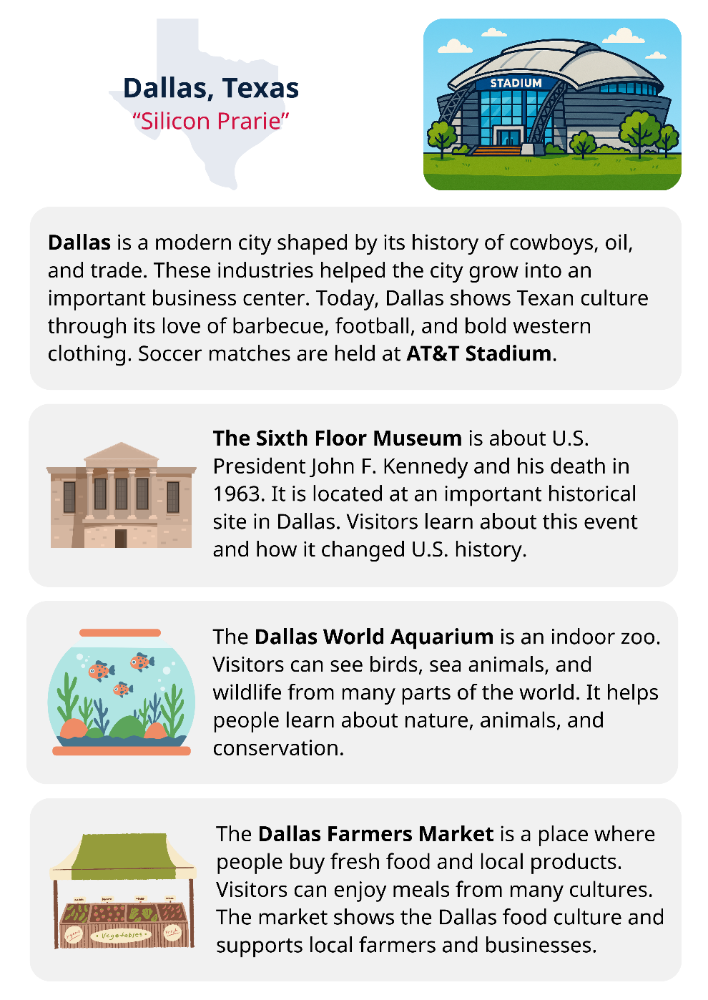 Dallas, Texas
“Silicon Prarie”
STADIUM
Dallas is a modern city shaped by its history of cowboys, oil,
and trade. These industries helped the city grow into an
important business center. Today, Dallas shows Texan culture
through its love of barbecue, football, and bold western
clothing. Soccer matches are held at AT&T Stadium.
The Sixth Floor Museum is about U.S.
President John F. Kennedy and his death in
1963. It is located at an important historical
site in Dallas. Visitors learn about this event
and how it changed U.S. history.
The Dallas World Aquarium is an indoor zoo.
Visitors can see birds, sea animals, and
wildlife from many parts of the world. It helps
people learn about nature, animals, and
conservation.
The Dallas Farmers Market is a place where
people buy fresh food and local products.
Visitors can enjoy meals from many cultures.
The market shows the Dallas food culture and
supports local farmers and businesses.
Vegetables
Fresh